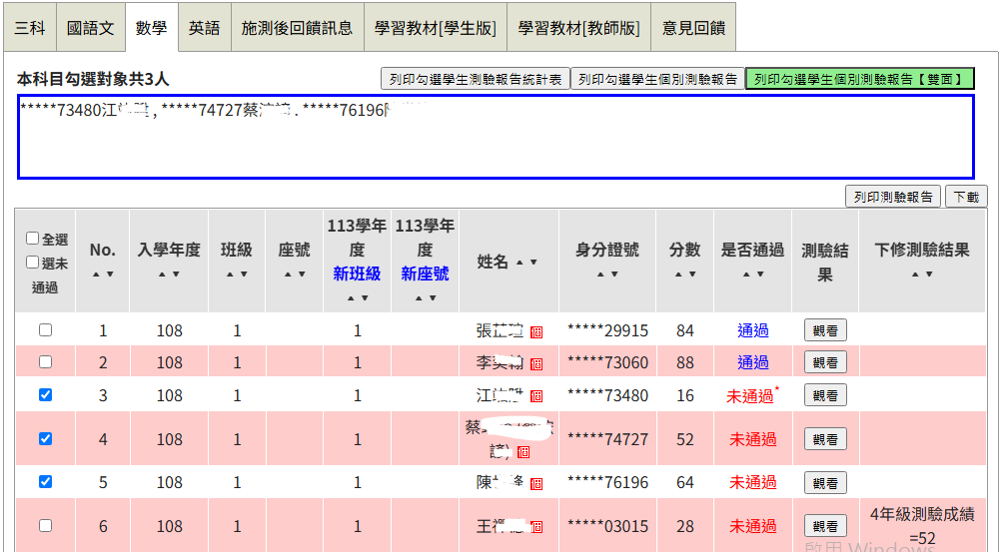 三科 國語文 數學 英語 施測後回饋訊息 學習教材[學生版] 學習教材[教師版] 意見回饋
本科目勾選對象共3人 列印勾選學生測驗報告統計表 列印勾選學生個別測驗報告 列印勾選學生個別測驗報告【雙面】
*****73480江 , *****74727蔡 *****76196
列印測驗報告 下載
全選 選未通過 No. 入學年度 班級 座號 113學年度 新班級 113學年度 新座號 姓名 身分證號 分數 是否通過 測驗結果 下修測驗結果
1 108 1 1 張 個 *****29915 84 通過 觀看
2 108 1 1 李 個 *****73060 88 通過 觀看
3 108 1 1 江 個 *****73480 16 未通過* 觀看
4 108 1 1 蔡 諺) 個 *****74727 52 未通過 觀看
5 108 1 1 陳 個 *****76196 64 未通過 觀看
6 108 1 1 王 個 *****03015 28 未通過 觀看 4年級測驗成績
=52
啟用 Windows